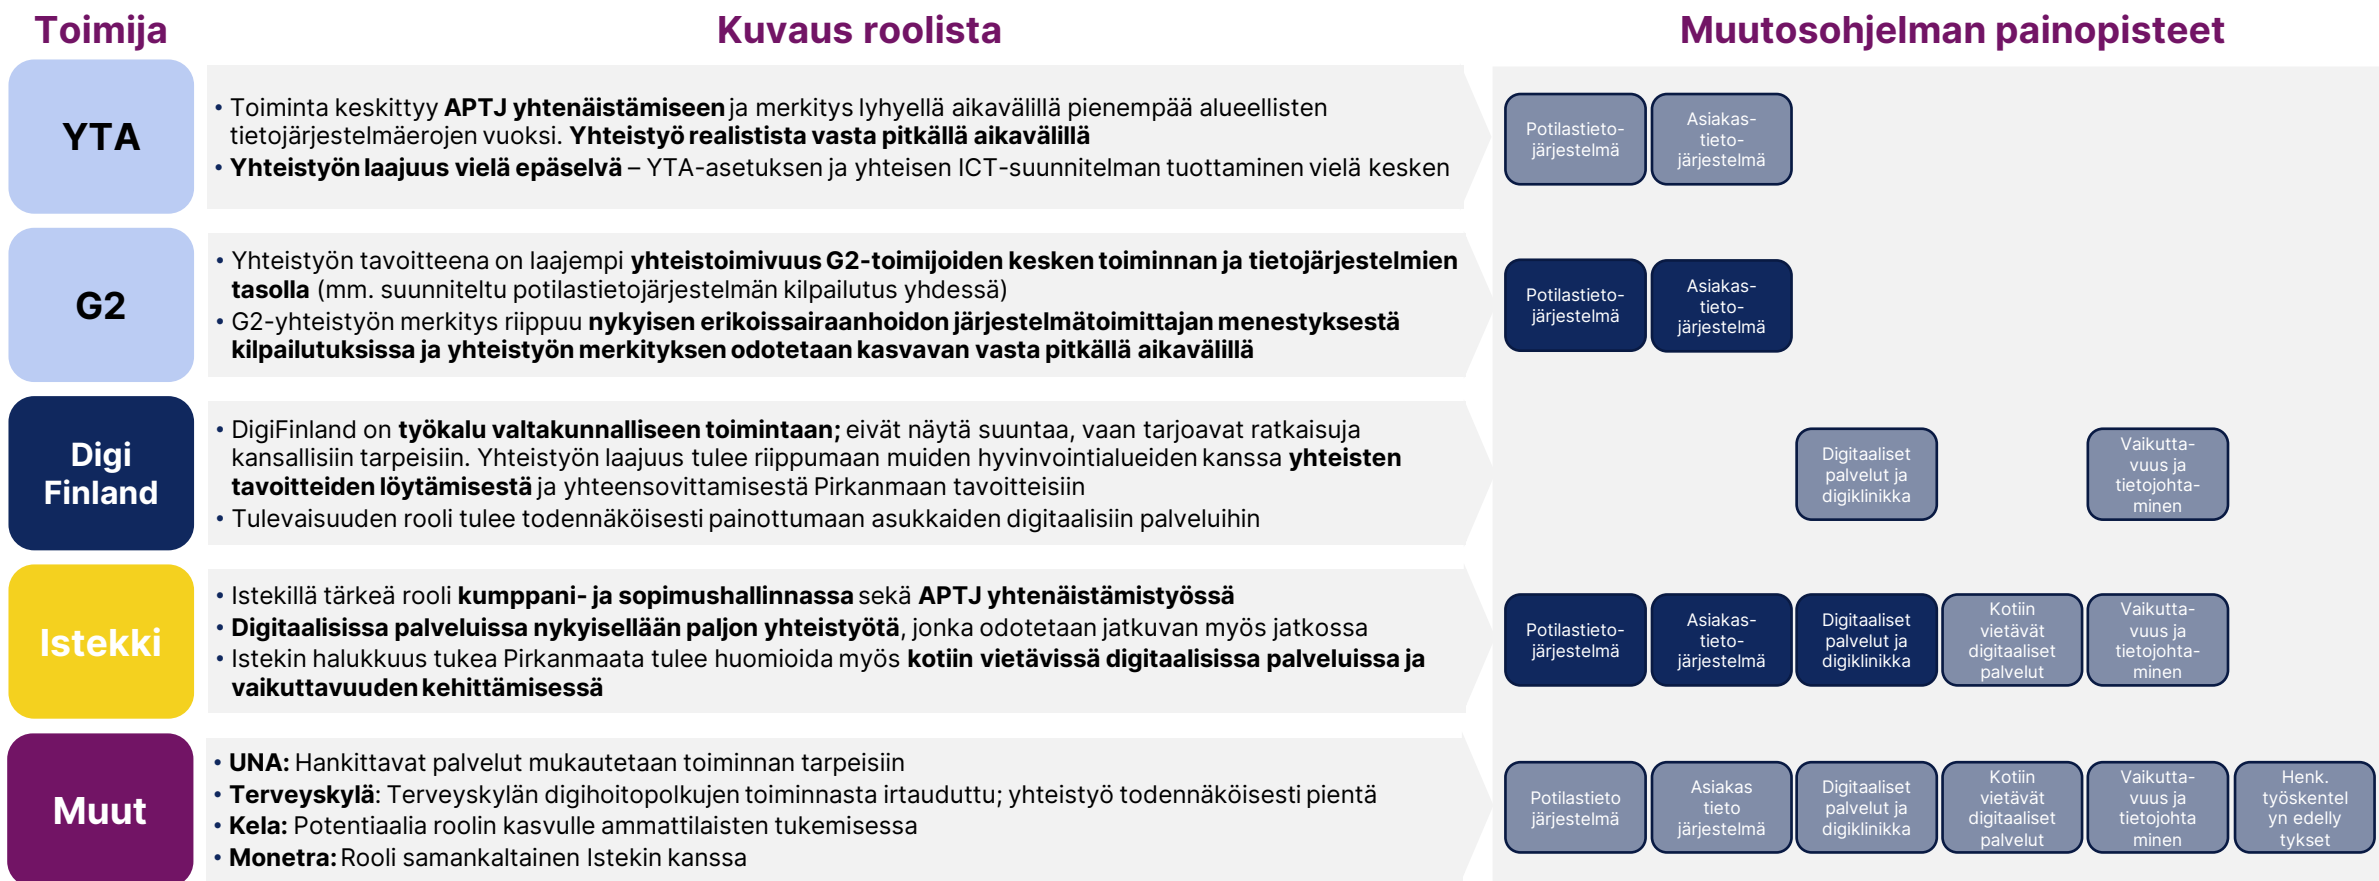 Toimija
Kuvaus roolista
Muutosohjelman painopisteet
YTA
• Toiminta keskittyy APTJ yhtenäistämiseen ja merkitys lyhyellä aikavälillä pienempää alueellisten
tietojärjestelmäerojen vuoksi. Yhteistyö realistista vasta pitkällä aikavälillä
• Yhteistyön laajuus vielä epäselvä – YTA-asetuksen ja yhteisen ICT-suunnitelman tuottaminen vielä kesken
Potilastieto-
järjestelmä
Asiakas-
tieto-
järjestelmä
G2
• Yhteistyön tavoitteena on laajempi yhteistoimivuus G2-toimijoiden kesken toiminnan ja tietojärjestelmien
tasolla (mm. suunniteltu potilastietojärjestelmän kilpailutus yhdessä)
• G2-yhteistyön merkitys riippuu nykyisen erikoissairaanhoidon järjestelmätoimittajan menestyksestä
kilpailutuksissa ja yhteistyön merkityksen odotetaan kasvavan vasta pitkällä aikavälillä
Potilastieto-
järjestelmä
Asiakas-
tieto-
järjestelmä
Digi
Finland
• DigiFinland on työkalu valtakunnalliseen toimintaan; eivät näytä suuntaa, vaan tarjoavat ratkaisuja
kansallisiin tarpeisiin. Yhteistyön laajuus tulee riippumaan muiden hyvinvointialueiden kanssa yhteisten
tavoitteiden löytämisestä ja yhteensovittamisesta Pirkanmaan tavoitteisiin
• Tulevaisuuden rooli tulee todennäköisesti painottumaan asukkaiden digitaalisiin palveluihin
Digitaaliset
palvelut ja
digiklinikka
Vaikutta-
vuus ja
tietojohta-
minen
Istekki
• Istekillä tärkeä rooli kumppani- ja sopimushallinnassa sekä APTJ yhtenäistämistyössä
• Digitaalisissa palveluissa nykyisellään paljon yhteistyötä, jonka odotetaan jatkuvan myös jatkossa
• Istekin halukkuus tukea Pirkanmaata tulee huomioida myös kotiin vietävissä digitaalisissa palveluissa ja
vaikuttavuuden kehittämisessä
Potilastieto-
järjestelmä
Asiakas-
tieto-
järjestelmä
Digitaaliset
palvelut ja
digiklinikka
Kotiin
vietävät
digitaaliset
palvelut
Vaikutta-
vuus ja
tietojohta-
minen
Muut
• UNA: Hankittavat palvelut mukautetaan toiminnan tarpeisiin
• Terveyskylä: Terveyskylän digihoitopolkujen toiminnasta irtauduttu; yhteistyö todennäköisesti pientä
• Kela: Potentiaalia roolin kasvulle ammattilaisten tukemisessa
• Monetra: Rooli samankaltainen Istekin kanssa
Potilastieto
järjestelmä
Asiakas
tieto
järjestelmä
Digitaaliset
palvelut ja
digiklinikka
Kotiin
vietävät
digitaaliset
palvelut
Vaikutta-
vuus ja
tietojohta
minen
Henk.
työskentel
yn edelly
tykset